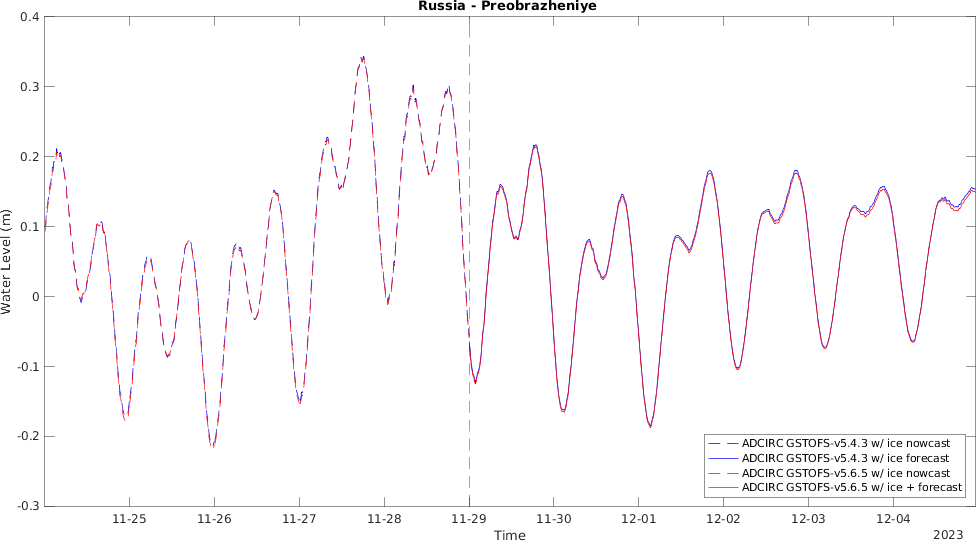 Russia - Preobrazheniye
0.4
0.3
0.2
0.1
0
-0.1
-0.2
-0.3
Water Level (m)
11-25 11-26 11-27 11-28 11-29 11-30 12-01 12-02 12-03 12-04
Time
2023
ADCIRC GSTOFS-v5.4.3 w/ ice nowcast
ADCIRC GSTOFS-v5.4.3 w/ ice forecast
ADCIRC GSTOFS-v5.6.5 w/ ice nowcast
ADCIRC GSTOFS-v5.6.5 w/ ice + forecast